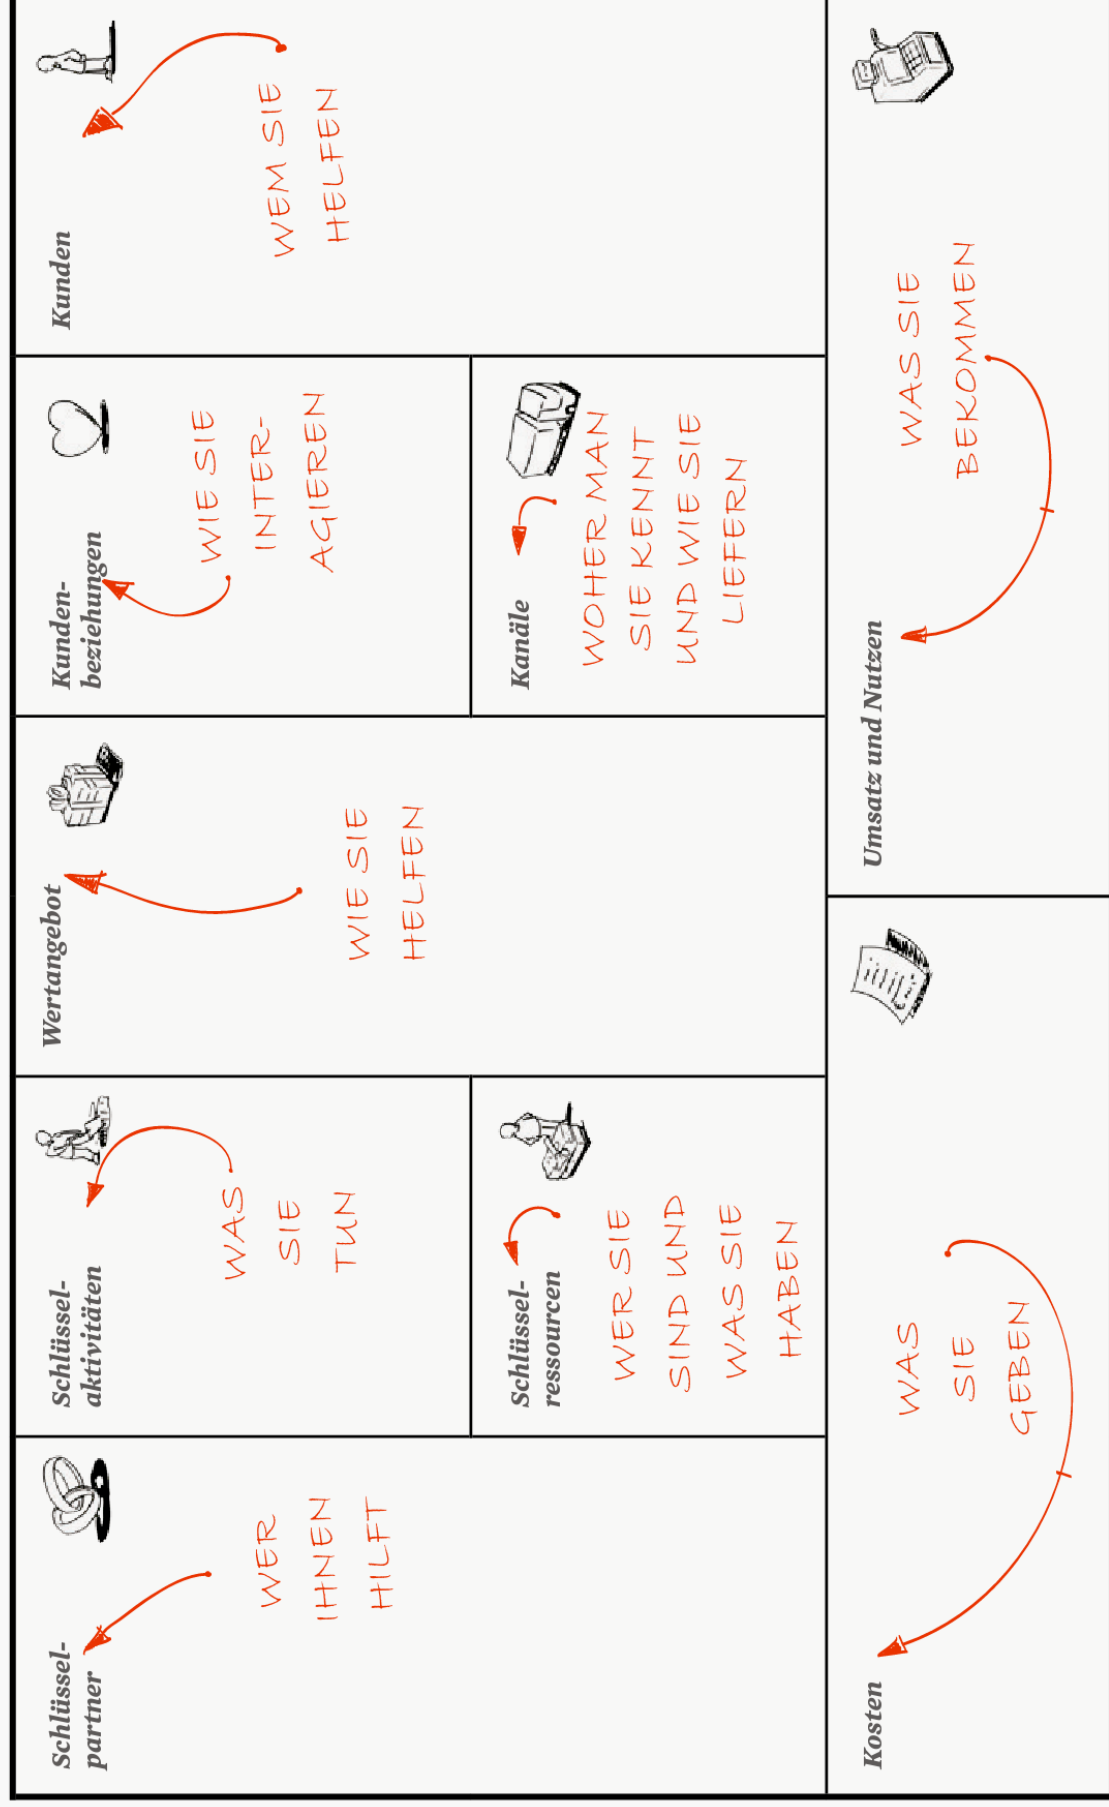 Schlüssel-
partner
WER
IHNEN
HILFT
Schlüssel-
aktivitäten
WAS
SIE
TUN
Schlüssel-
ressourcen
WER SIE
SIND UND
WAS SIE
HABEN
Wertangebot
WIE SIE
HELFEN
Kunden-
beziehungen
WIE SIE
INTER-
AGIEREN
Kanäle
WOHER MAN
SIE KENNT
UND WIE SIE
LIEFERN
Kunden
WEM SIE
HELFEN
Kosten
WAS
SIE
GEBEN
Umsatz und Nutzen
WAS SIE
BEKOMMEN